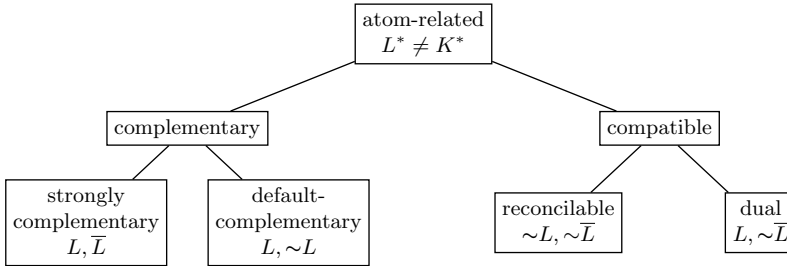 atom-related
L* ≠ K*
complementary
compatible
strongly
complementary
L, L̅
default-
complementary
L, ∼L
reconcilable
∼L, ∼L̅
dual
L, ∼L̅